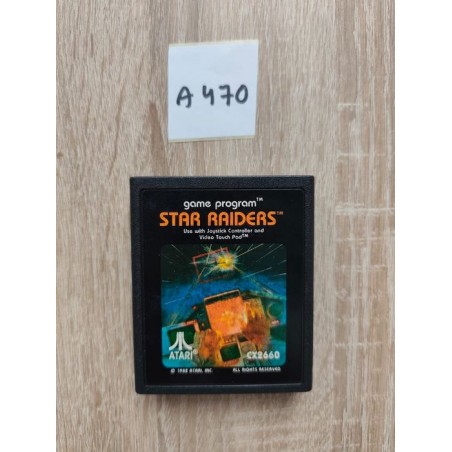 A470
game program™
STAR RAIDERS™
Use with Joystick Controller and
Video Touch Pad™
ATARI®
CX2660
© 1982 ATARI, INC. ALL RIGHTS RESERVED